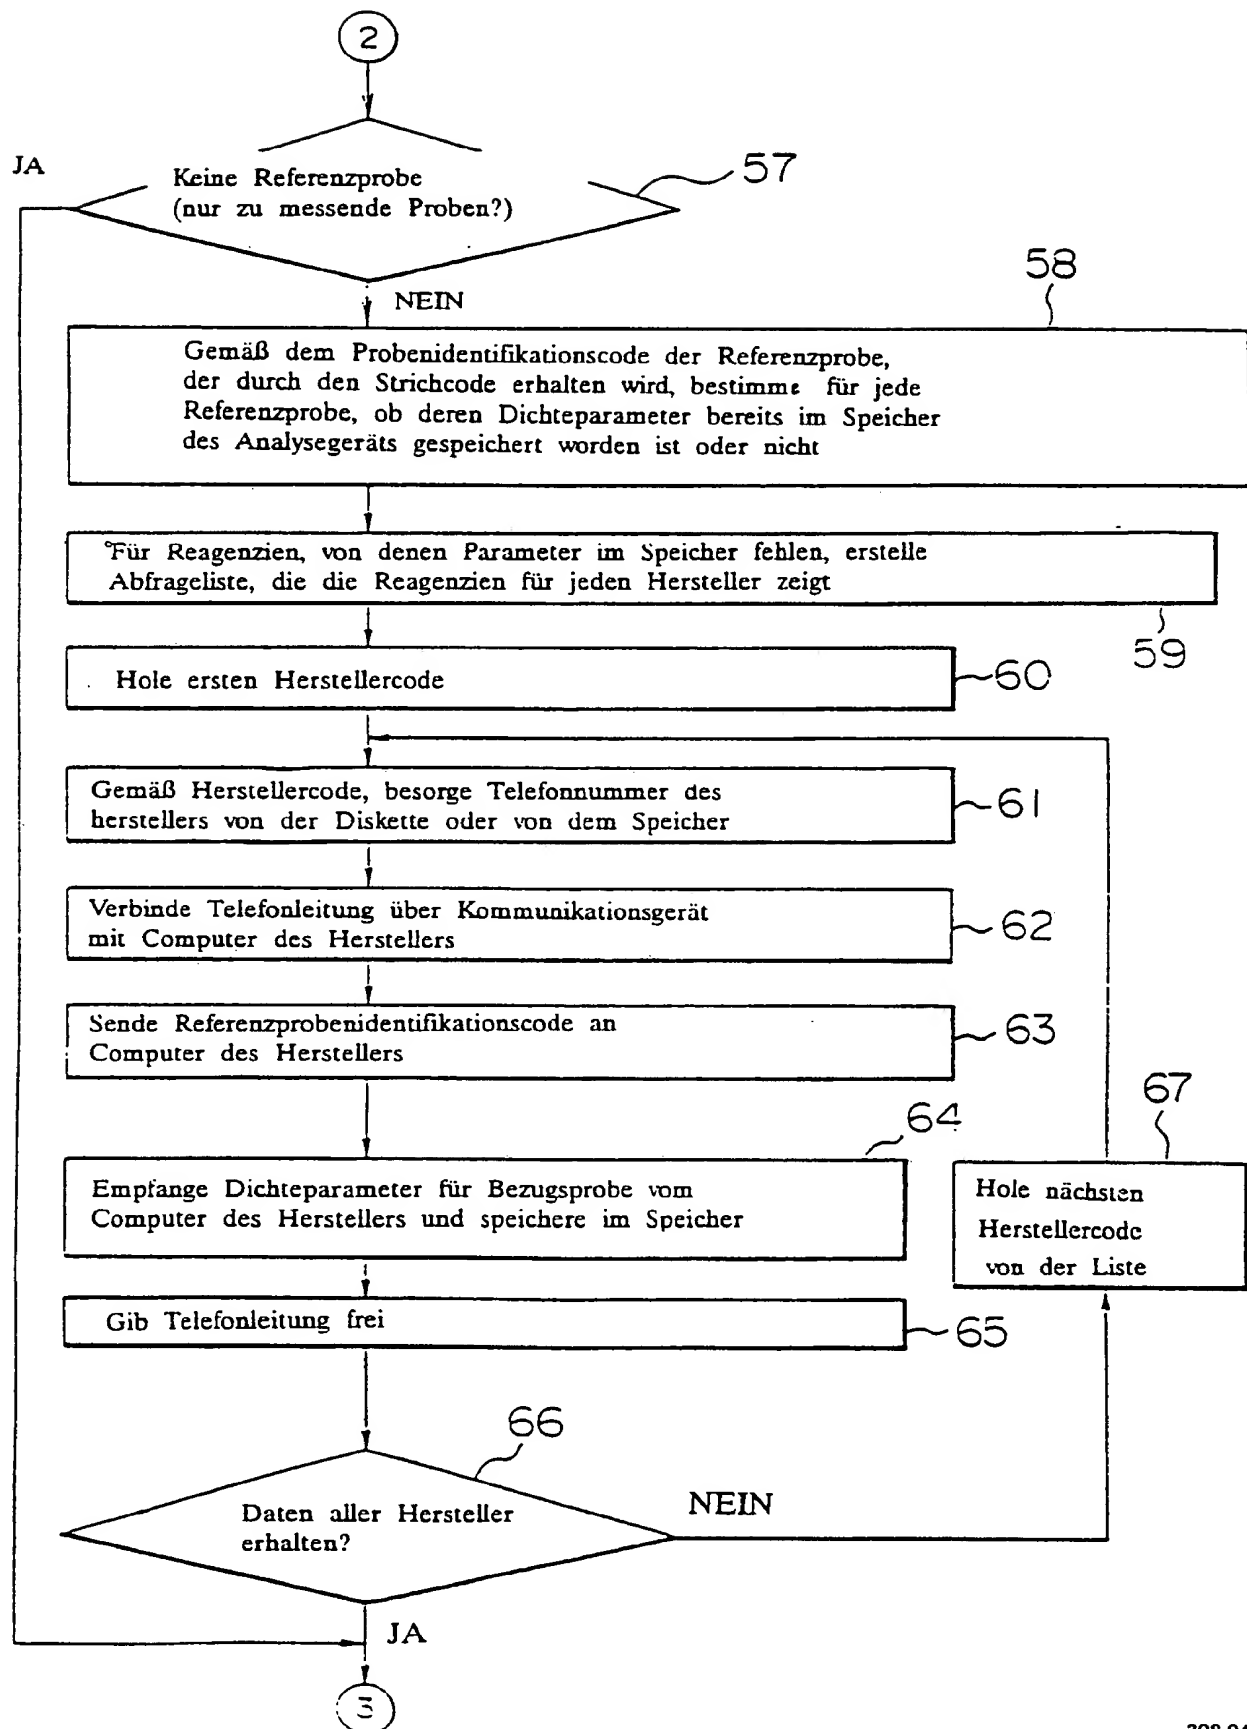 2
JA
Keine Referenzprobe
(nur zu messende Proben?)
57
NEIN
58
Gemäß dem Probenidentifikationscode der Referenzprobe,
der durch den Strichcode erhalten wird, bestimme für jede
Referenzprobe, ob deren Dichteparameter bereits im Speicher
des Analysegeräts gespeichert worden ist oder nicht
Für Reagenzien, von denen Parameter im Speicher fehlen, erstelle
Abfrageliste, die die Reagenzien für jeden Hersteller zeigt
59
Hole ersten Herstellercode
60
Gemäß Herstellercode, besorge Telefonnummer des
herstellers von der Diskette oder von dem Speicher
61
Verbinde Telefonleitung über Kommunikationsgerät
mit Computer des Herstellers
62
Sende Referenzprobenidentifikationscode an
Computer des Herstellers
63
64
Empfange Dichteparameter für Bezugsprobe vom
Computer des Herstellers und speichere im Speicher
67
Hole nächsten
Herstellercode
von der Liste
Gib Telefonleitung frei
65
66
Daten aller Hersteller
erhalten?
NEIN
JA
3